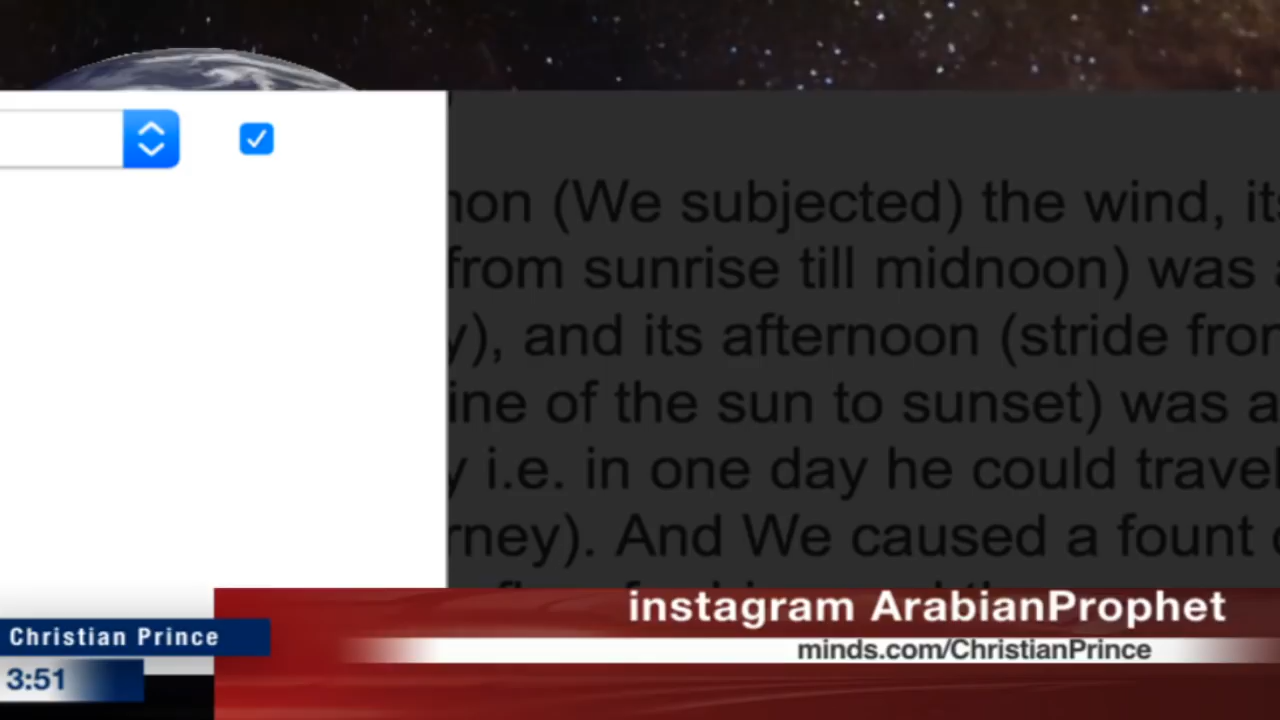 non (We subjected) the wind, it
from sunrise till midnoon) was
), and its afternoon (stride
ine of the sun to sunset) was a
i.e. in one day he could travel
rney). And We caused a fount
instagram ArabianProphet
minds.com/ChristianPrince
Christian Prince
3:51